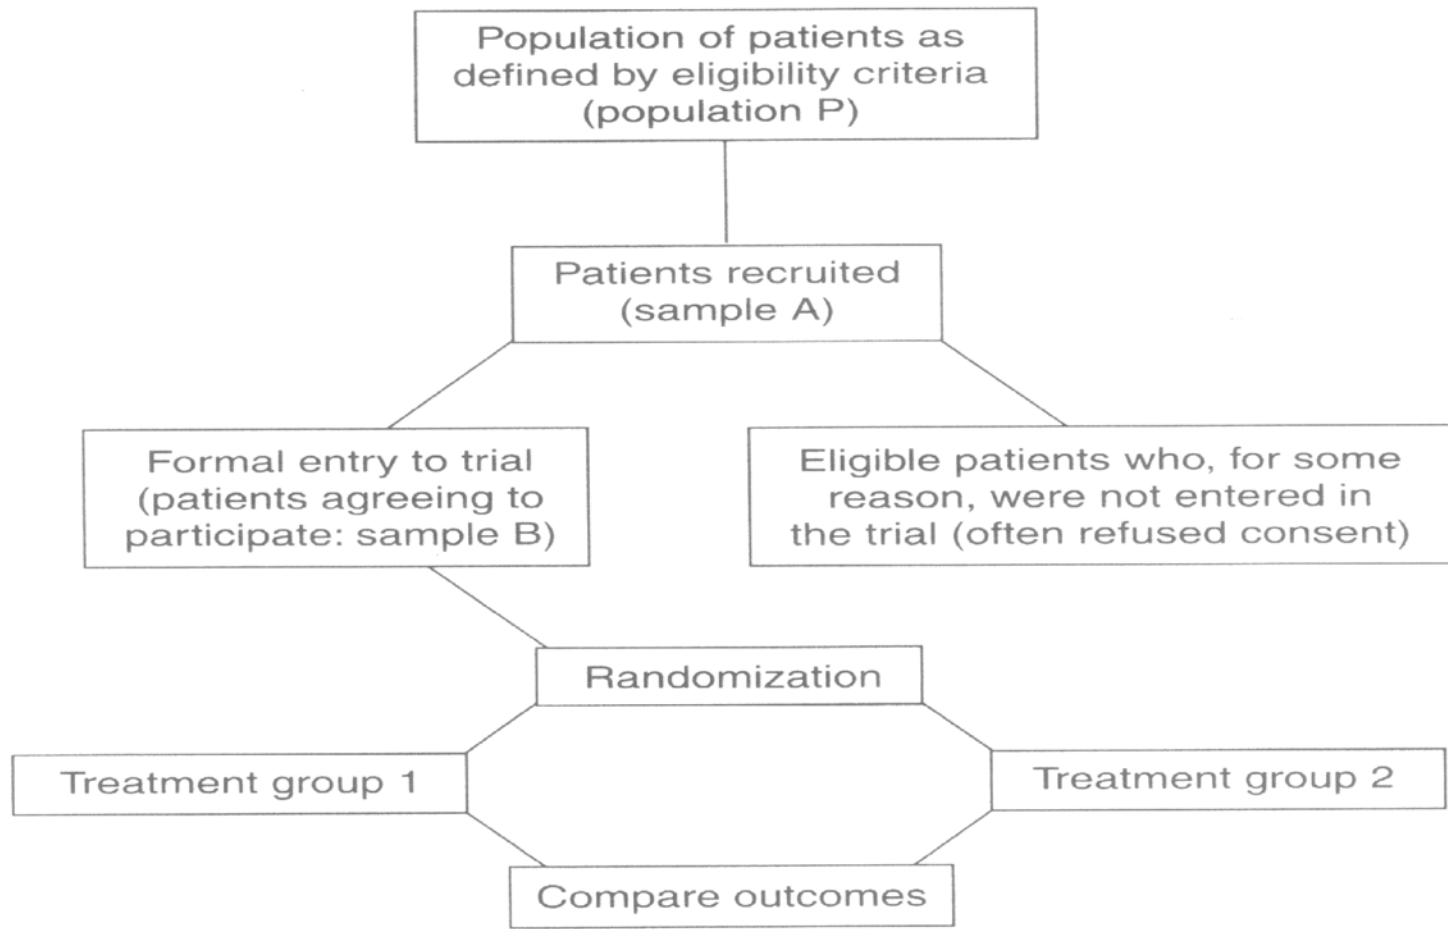 Population of patients as
defined by eligibility criteria
(population P)
Patients recruited
(sample A)
Formal entry to trial
(patients agreeing to
participate: sample B)
Eligible patients who, for some
reason, were not entered in
the trial (often refused consent)
Randomization
Treatment group 1
Treatment group 2
Compare outcomes